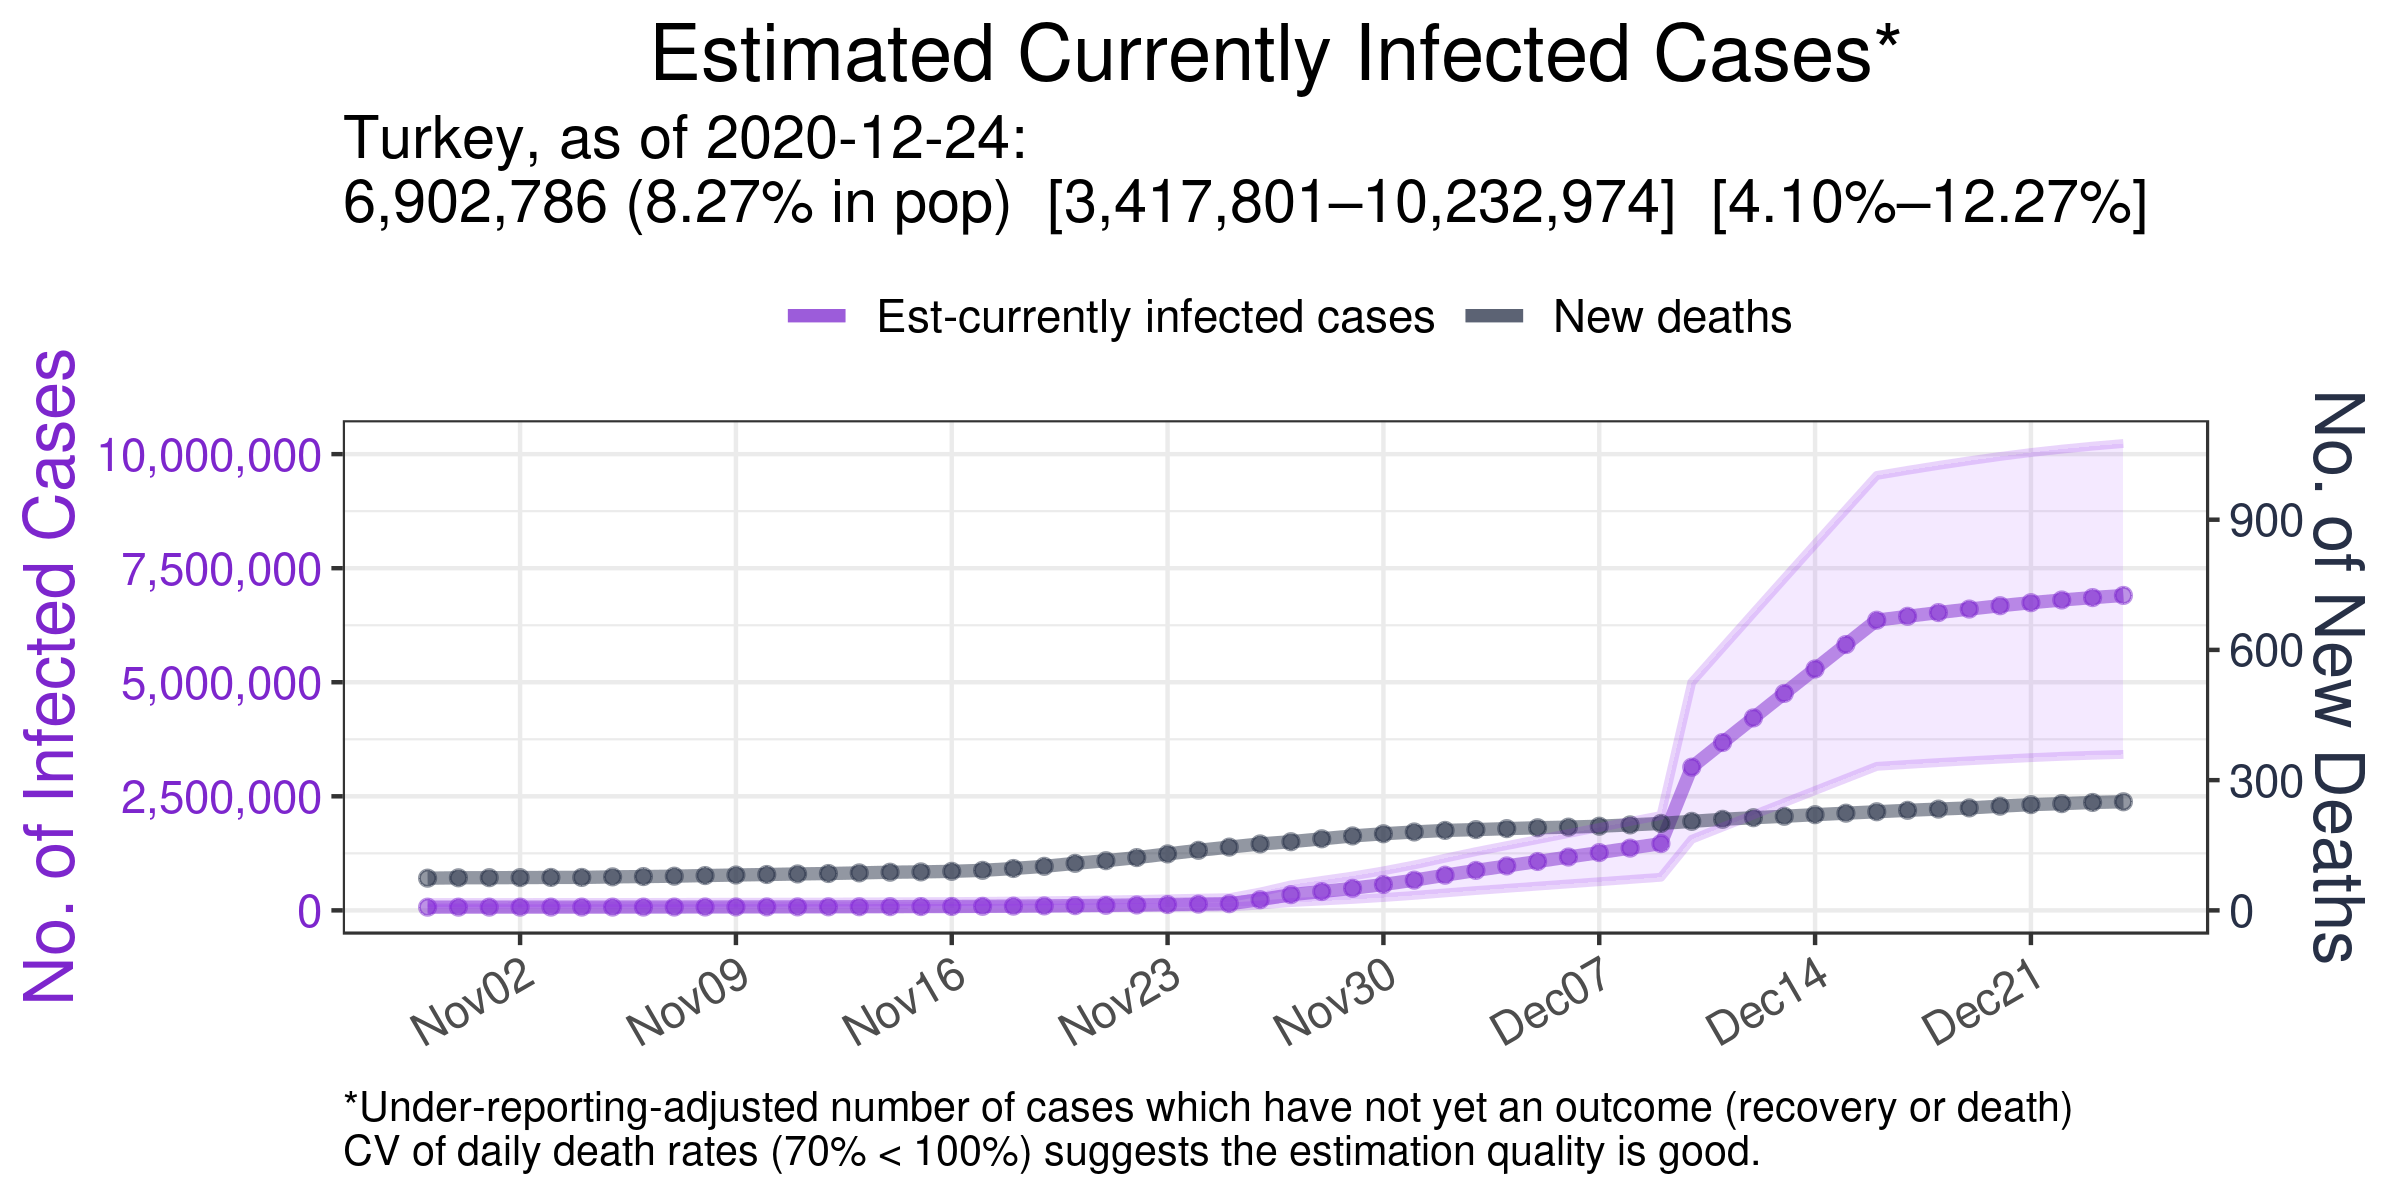 Estimated Currently Infected Cases*
Turkey, as of 2020-12-24:
6,902,786 (8.27% in pop)  [3,417,801–10,232,974]  [4.10%–12.27%]
Est-currently infected cases
New deaths
No. of Infected Cases
10,000,000
7,500,000
5,000,000
2,500,000
0
No. of New Deaths
900
600
300
0
Nov02
Nov09
Nov16
Nov23
Nov30
Dec07
Dec14
Dec21
*Under-reporting-adjusted number of cases which have not yet an outcome (recovery or death)
CV of daily death rates (70% < 100%) suggests the estimation quality is good.